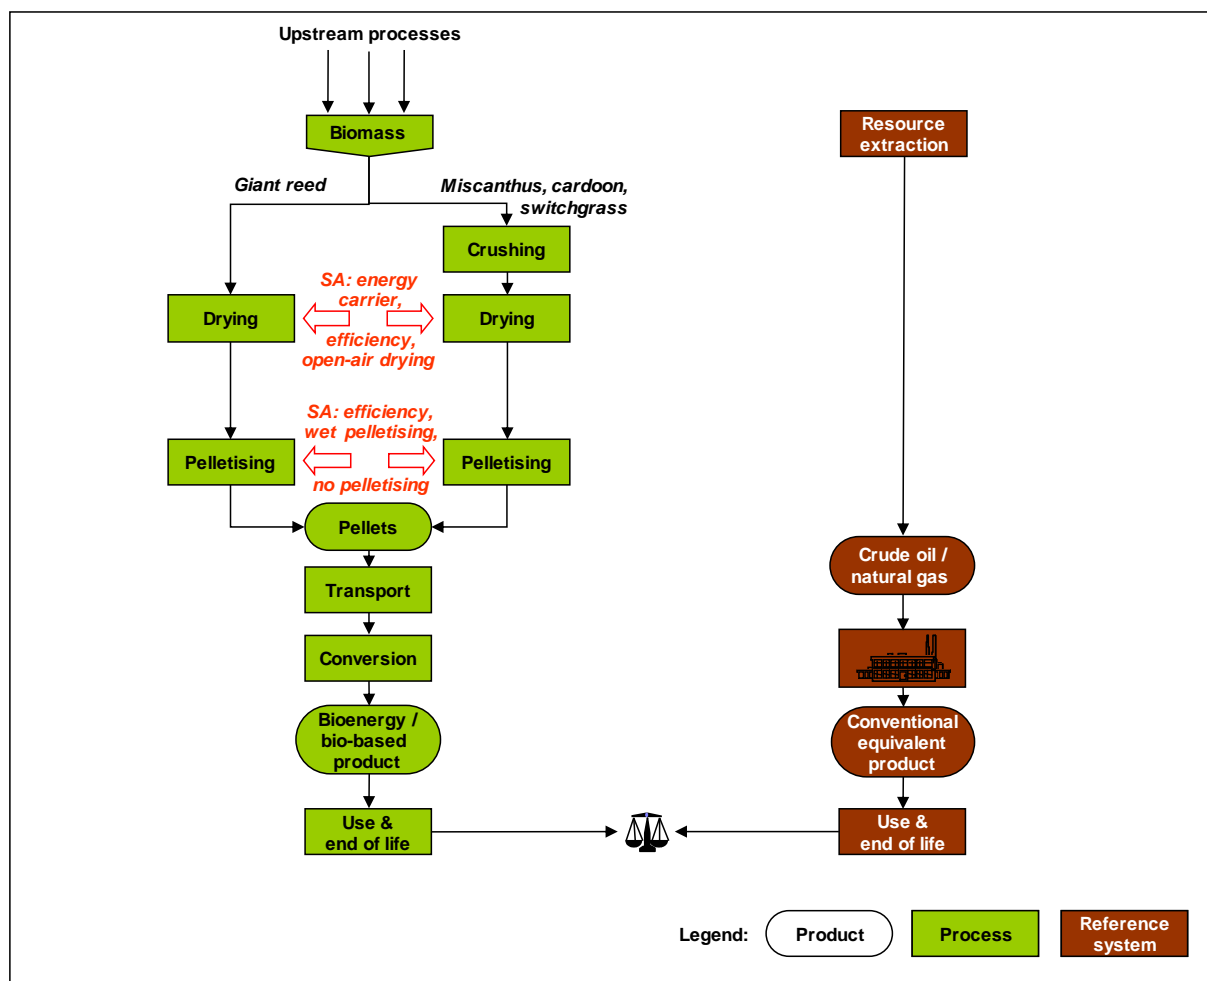 Upstream processes
Biomass
Resource
extraction
Giant reed
Miscanthus, cardoon,
switchgrass
Crushing
SA: energy
carrier,
Drying
Drying
efficiency,
open-air drying
SA: efficiency,
wet pelletising,
Pelletising
Pelletising
no pelletising
Pellets
Crude oil /
natural gas
Transport
Conversion
Bioenergy /
bio-based
product
Conventional
equivalent
product
Use &
end of life
Use &
end of life
Legend:
Product
Process
Reference
system